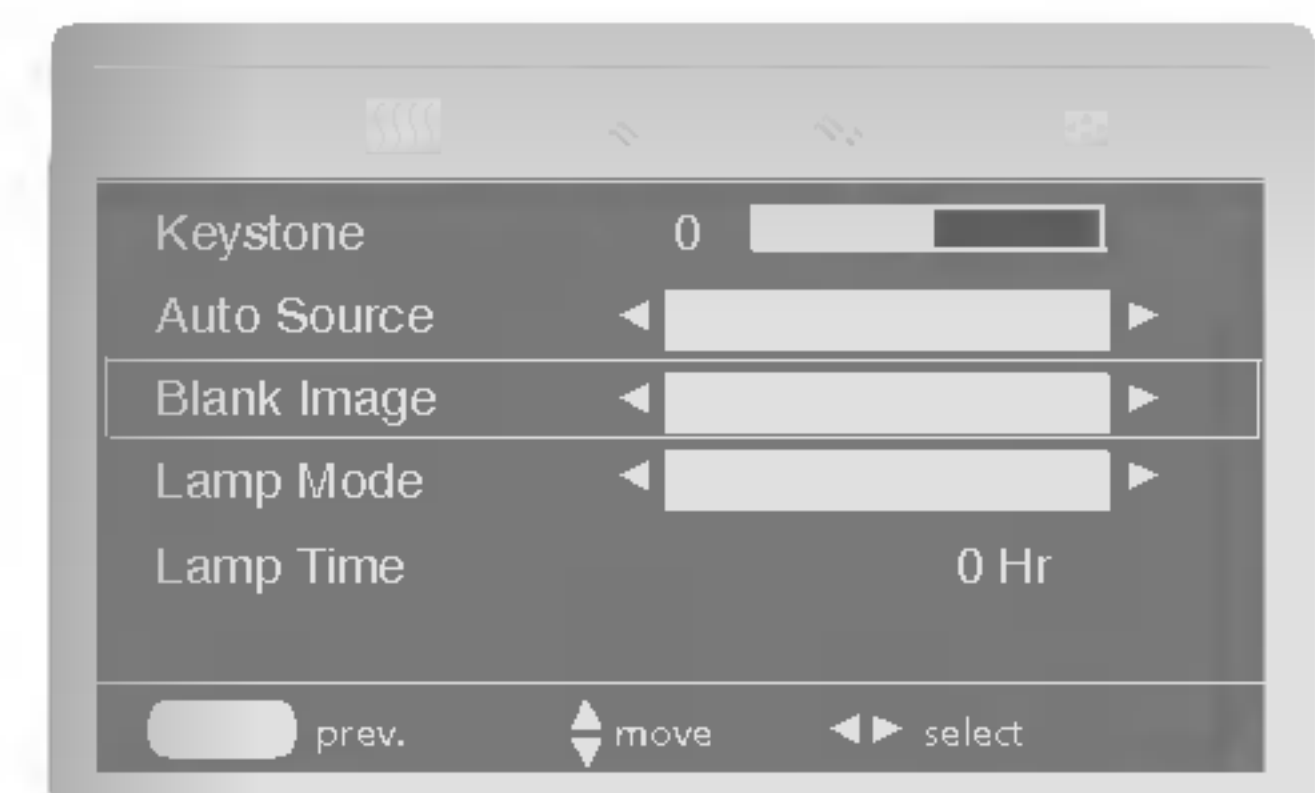 Keystone 0
Auto Source
Blank Image
Lamp Mode
Lamp Time 0 Hr
prev. move select